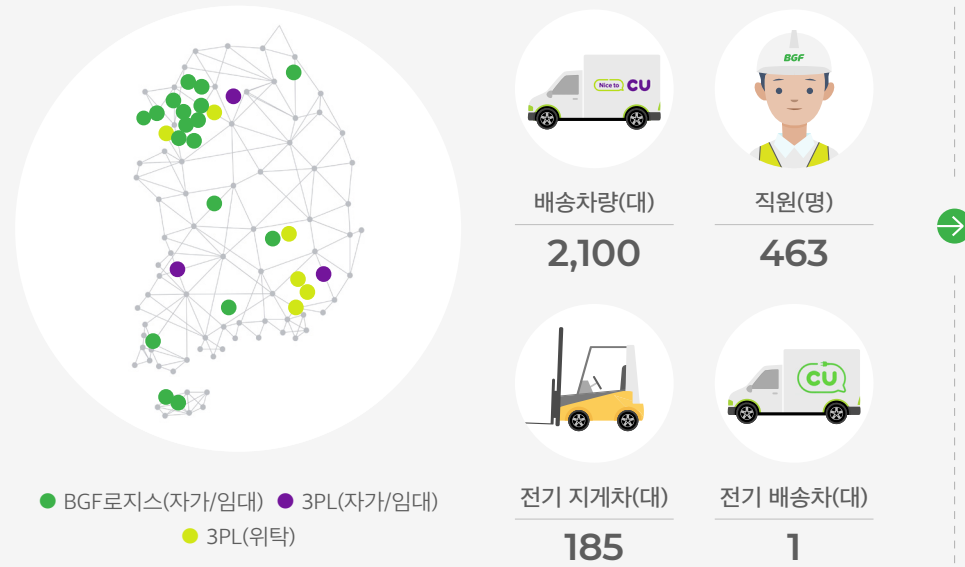 Nice to CU
BGF
배송차량(대)
2,100
직원(명)
463
CU
전기 지게차(대)
185
전기 배송차(대)
1
BGF로지스(자가/임대)
3PL(자가/임대)
3PL(위탁)